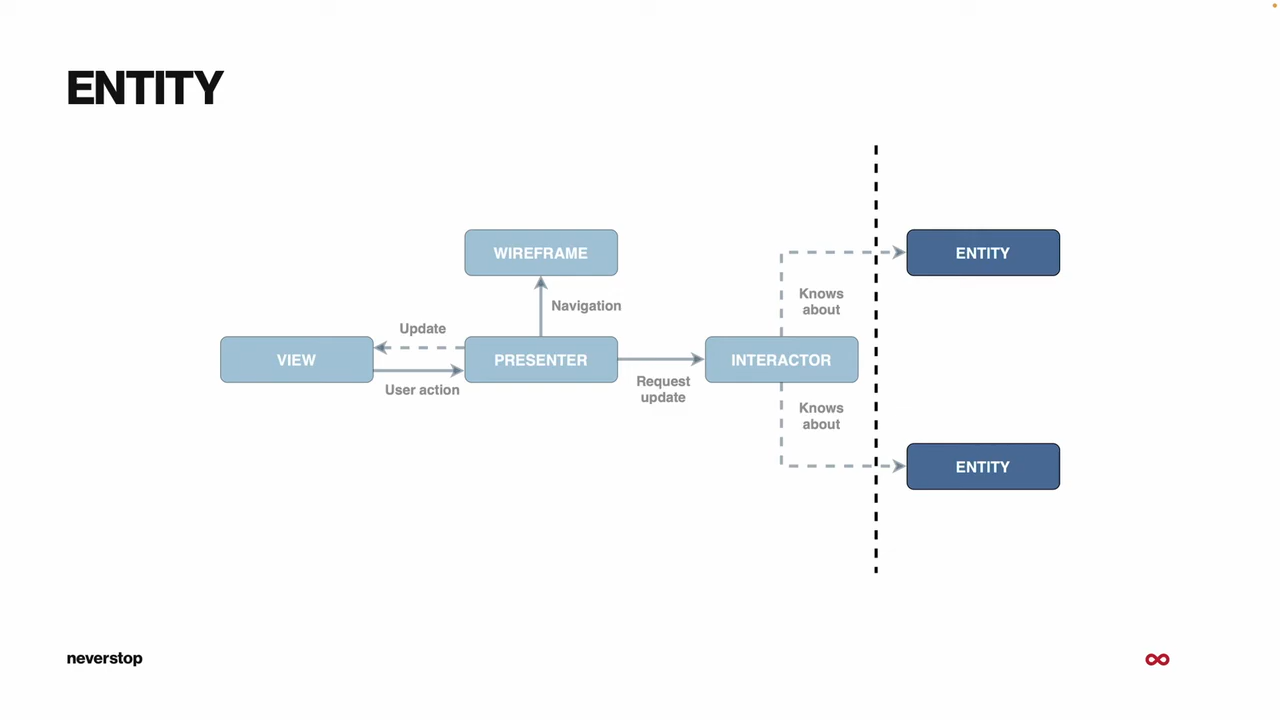 ENTITY
WIREFRAME
ENTITY
Navigation
Knows
about
Update
VIEW
PRESENTER
INTERACTOR
User action
Request
update
Knows
about
ENTITY
neverstop